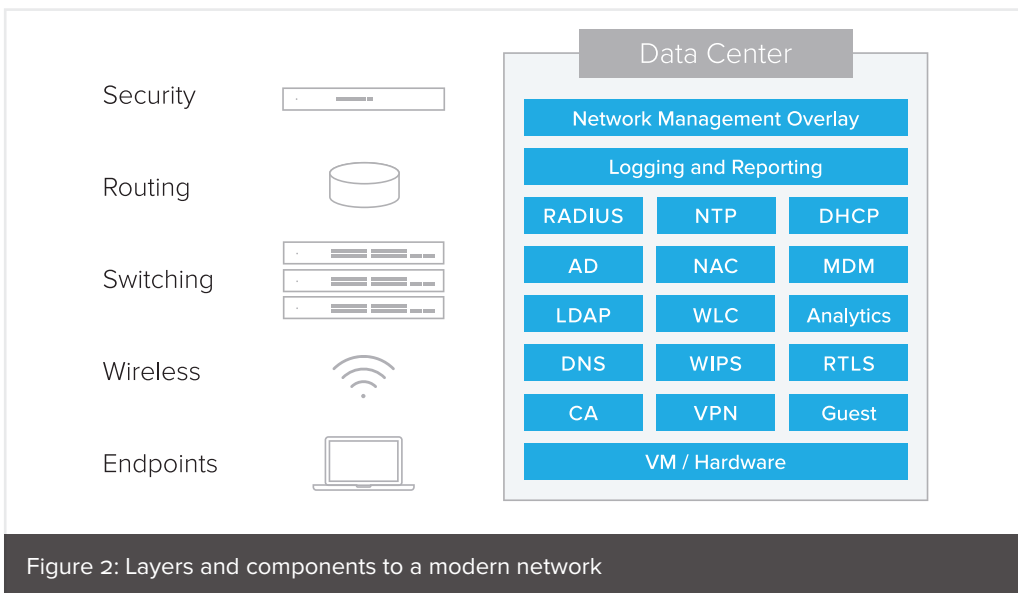 Security
Routing
Switching
Wireless
Endpoints
Data Center
Network Management Overlay
Logging and Reporting
RADIUS NTP DHCP
AD NAC MDM
LDAP WLC Analytics
DNS WIPS RTLS
CA VPN Guest
VM / Hardware
Figure 2: Layers and components to a modern network